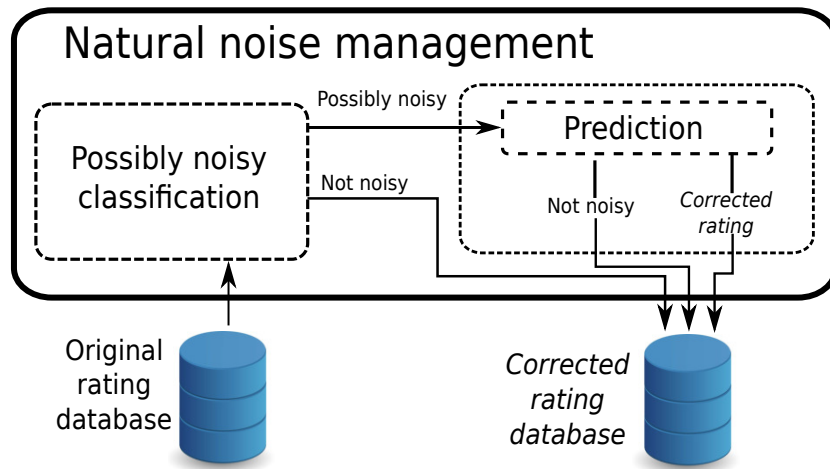 Natural noise management
Possibly noisy
classification
Possibly noisy
Not noisy
Prediction
Not noisy
Corrected
rating
Original
rating
database
Corrected
rating
database